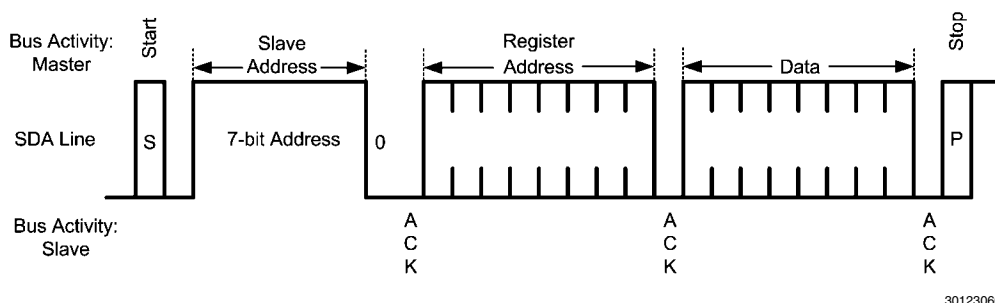 Bus Activity:
Master
Start
Slave
Address
Register
Address
Data
Stop
SDA Line
S
7-bit Address
0
P
Bus Activity:
Slave
A
C
K
A
C
K
A
C
K
3012306